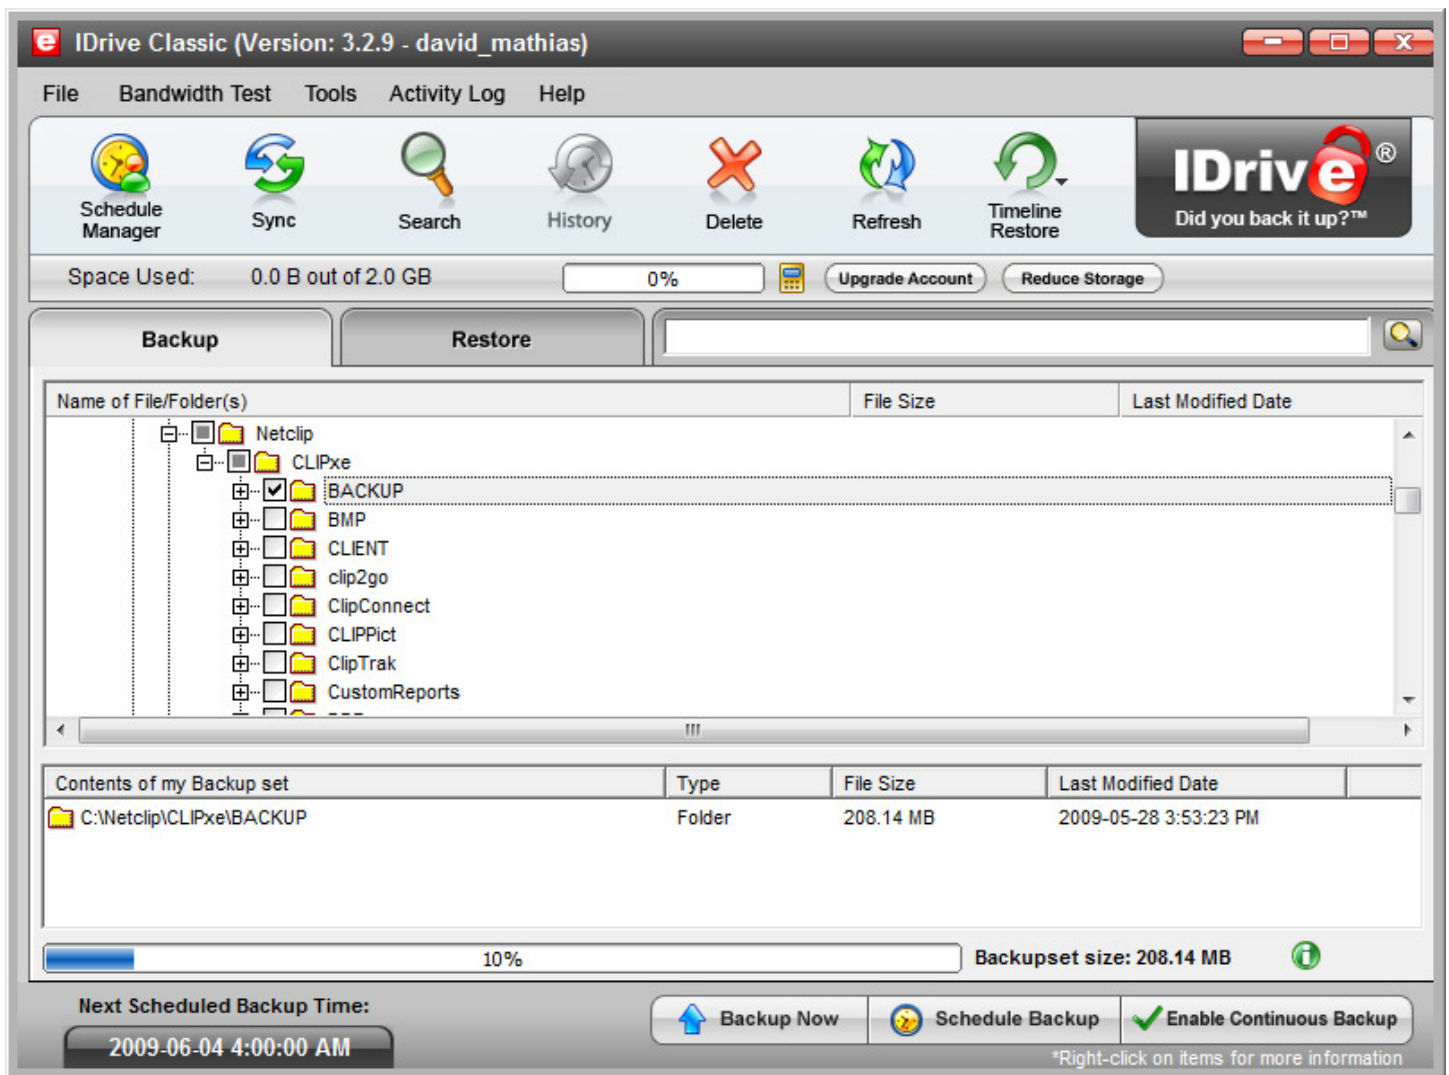 IDrive Classic (Version: 3.2.9 - david_mathias)
File Bandwidth Test Tools Activity Log Help
Schedule Manager
Sync
Search
History
Delete
Refresh
Timeline Restore
IDrive®
Did you back it up?™
Space Used: 0.0 B out of 2.0 GB 0% Upgrade Account Reduce Storage
Backup Restore
Name of File/Folder(s) File Size Last Modified Date
Netclip
CLIPxe
BACKUP
BMP
CLIENT
clip2go
ClipConnect
CLIPPict
ClipTrak
CustomReports
Contents of my Backup set Type File Size Last Modified Date
C:\Netclip\CLIPxe\BACKUP Folder 208.14 MB 2009-05-28 3:53:23 PM
10% Backupset size: 208.14 MB
Next Scheduled Backup Time:
2009-06-04 4:00:00 AM
Backup Now Schedule Backup Enable Continuous Backup
*Right-click on items for more information